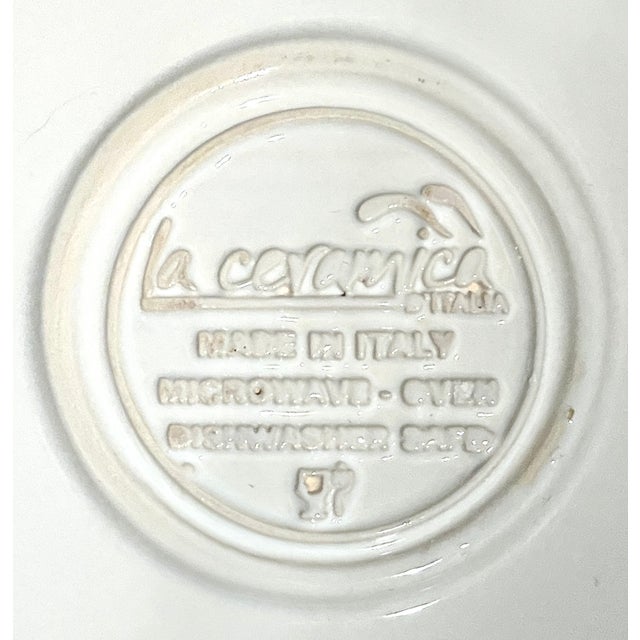 la ceramica
D'ITALIA
MADE IN ITALY
MICROWAVE - OVEN
DISHWASHER SAFE